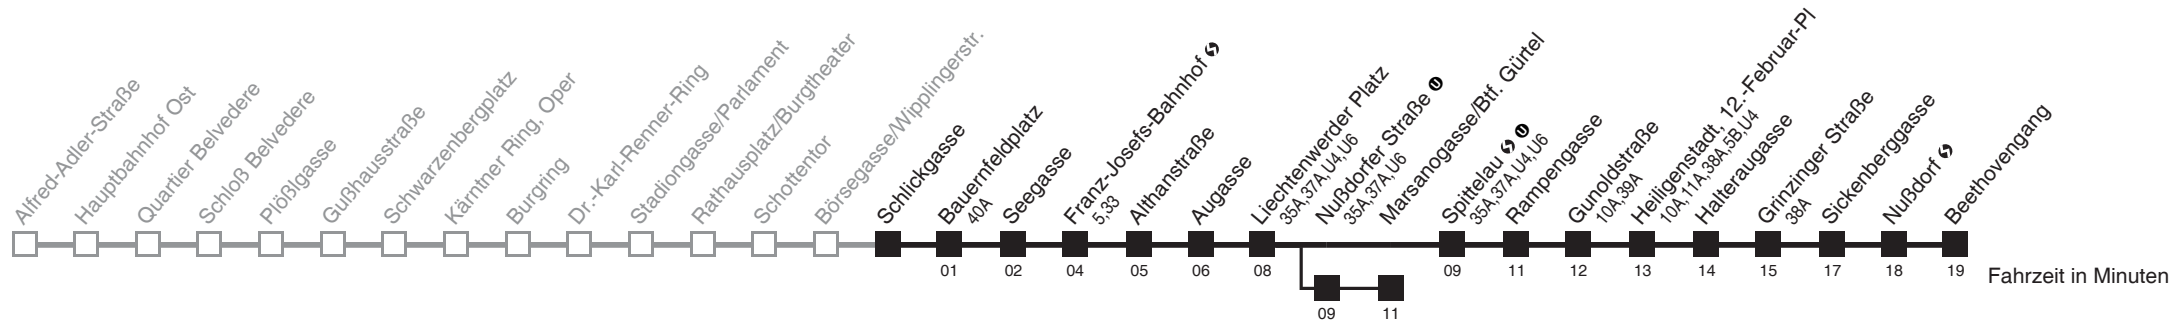 Alfred-Adler-Straße
Hauptbahnhof Ost
Quartier Belvedere
Schloß Belvedere
Plößlgasse
Gußhausstraße
Schwarzenbergplatz
Kärntner Ring, Oper
Burgring
Dr.-Karl-Renner-Ring
Stadiongasse/Parlament
Rathausplatz/Burgtheater
Schottentor
Börsegasse/Wipplingerstr.
Schlickgasse
Bauernfeldplatz
40A
Seegasse
Franz-Josefs-Bahnhof
5,33
Althanstraße
Augasse
Liechtenwerder Platz
35A,37A,U4,U6
Nußdorfer Straße U
35A,37A,U6
Marsanogasse/Btf. Gürtel
Spittelau U
35A,37A,U4,U6
Rampengasse
Gunoldstraße
10A,39A
Heiligenstadt, 12.-Februar-Pl
10A,11A,38A,5B,U4
Halteraugasse
Grinzinger Straße
38A
Sickenberggasse
Nußdorf
Beethovengang
01 02 04 05 06 08 09 11 12 13 14 15 17 18 19
Fahrzeit in Minuten
09 11